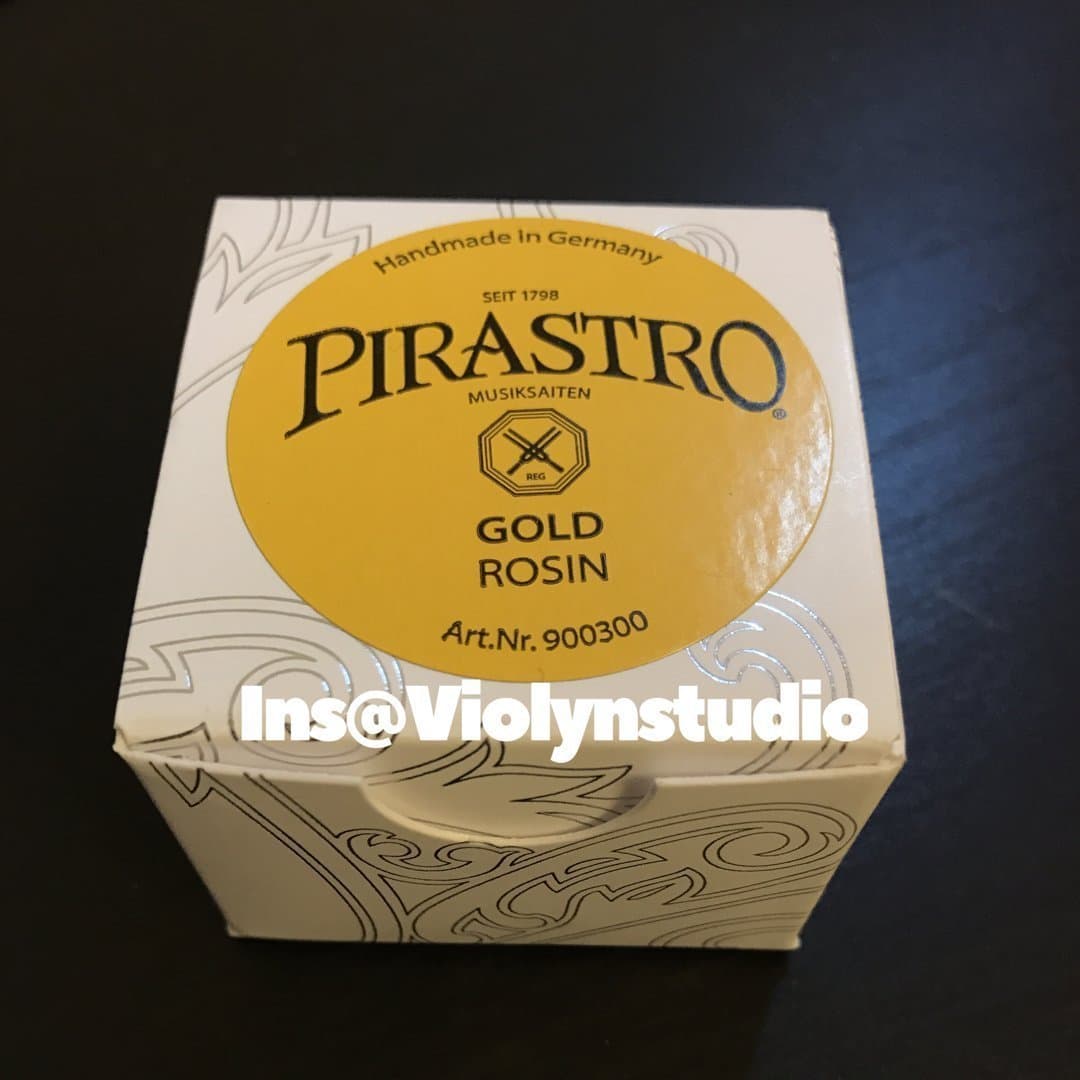 Handmade in Germany
SEIT 1798
PIRASTRO®
MUSIKSAITEN
REG
GOLD
ROSIN
Art.Nr. 900300
Ins@Violynstudio